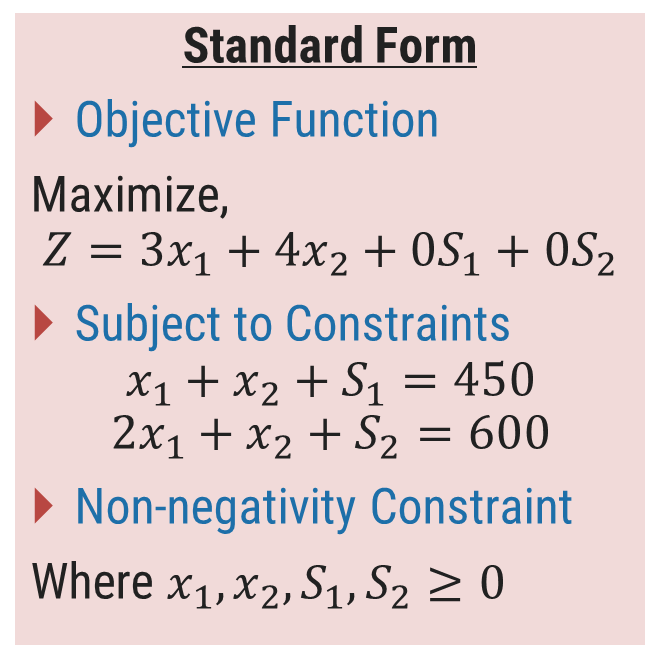 Standard Form
Objective Function
Maximize,
Z = 3x₁ + 4x₂ + 0S₁ + 0S₂
Subject to Constraints
x₁ + x₂ + S₁ = 450
2x₁ + x₂ + S₂ = 600
Non-negativity Constraint
Where x₁, x₂, S₁, S₂ ≥ 0